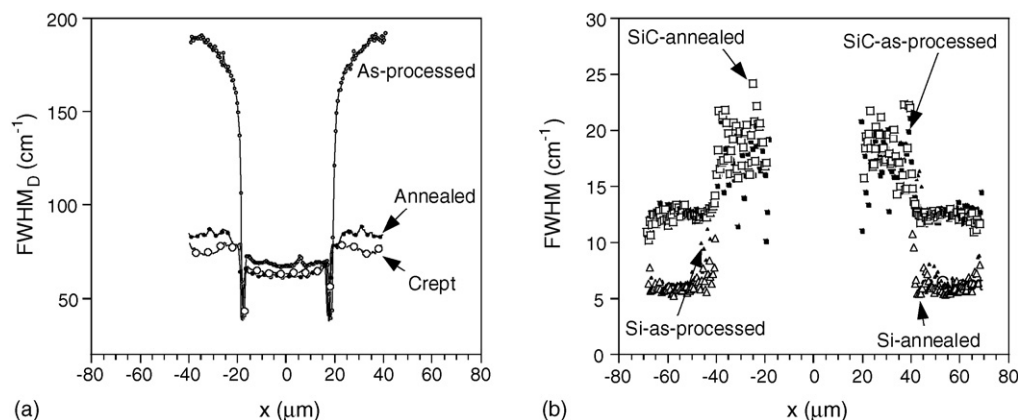 200
150
100
50
FWHM_D (cm⁻¹)
As-processed
Annealed
Crept
-80 -60 -40 -20 0 20 40 60 80
(a)
x (μm)
30
25
20
15
10
5
0
FWHM (cm⁻¹)
SiC-annealed
SiC-as-processed
Si-as-processed
Si-annealed
-80 -60 -40 -20 0 20 40 60 80
(b)
x (μm)